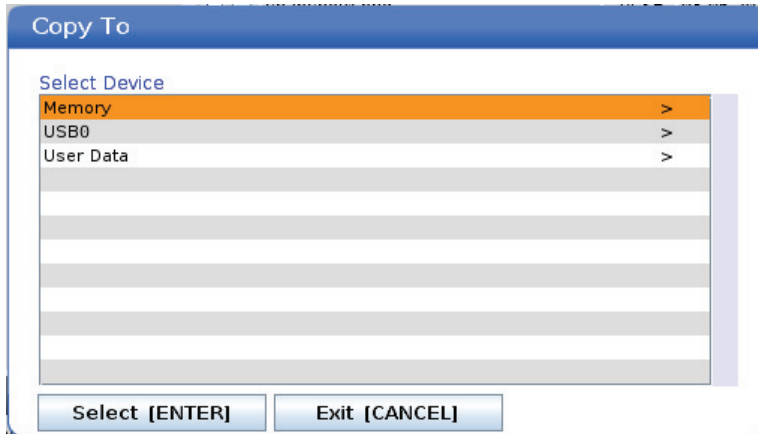 Copy To
Select Device
Memory >
USB0 >
User Data >
Select [ENTER] Exit [CANCEL]